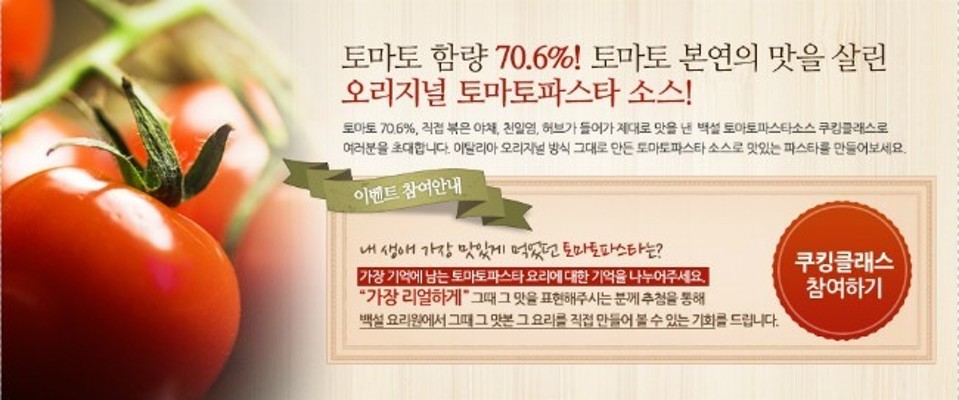 토마토 함량 70.6%! 토마토 본연의 맛을 살린
오리지널 토마토파스타 소스!
토마토 70.6%, 직접 볶은 야채, 천일염, 허브가 들어가 제대로 맛을 낸 백설 토마토파스타소스 쿠킹클래스로
여러분을 초대합니다. 이탈리아 오리지널 방식 그대로 만든 토마토파스타 소스로 맛있는 파스타를 만들어보세요.
이벤트 참여안내
내 생애 가장 맛있게 먹었던 토마토파스타는?
가장 기억에 남는 토마토파스타 요리에 대한 기억을 나누어주세요.
“가장 리얼하게” 그때 그 맛을 표현해주시는 분께 추첨을 통해
백설 요리원에서 그때 그 맛본 그 요리를 직접 만들어 볼 수 있는 기회를 드립니다.
쿠킹클래스
참여하기